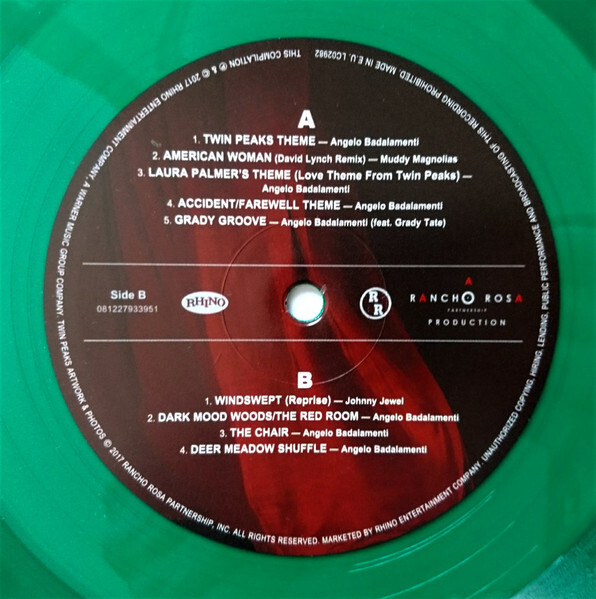 A
1. TWIN PEAKS THEME — Angelo Badalamenti
2. AMERICAN WOMAN (David Lynch Remix) — Muddy Magnolias
3. LAURA PALMER'S THEME (Love Theme From Twin Peaks) —
Angelo Badalamenti
4. ACCIDENT/FAREWELL THEME — Angelo Badalamenti
5. GRADY GROOVE — Angelo Badalamenti (feat. Grady Tate)
Side B
081227933951
RHINO
R R
A
RANCHO ROSA
PARTNERSHIP
PRODUCTION
B
1. WINDSWEPT (Reprise) — Johnny Jewel
2. DARK MOOD WOODS/THE RED ROOM — Angelo Badalamenti
3. THE CHAIR — Angelo Badalamenti
4. DEER MEADOW SHUFFLE — Angelo Badalamenti
THIS COMPILATION ℗ & © 2017 RHINO ENTERTAINMENT COMPANY, A WARNER MUSIC GROUP COMPANY. TWIN PEAKS ARTWORK & PHOTOS © 2017 RANCHO ROSA PARTNERSHIP, INC. ALL RIGHTS RESERVED. MARKETED BY RHINO ENTERTAINMENT COMPANY. UNAUTHORIZED COPYING, HIRING, LENDING, PUBLIC PERFORMANCE AND BROADCASTING OF THIS RECORDING PROHIBITED. MADE IN E.U. LC02982